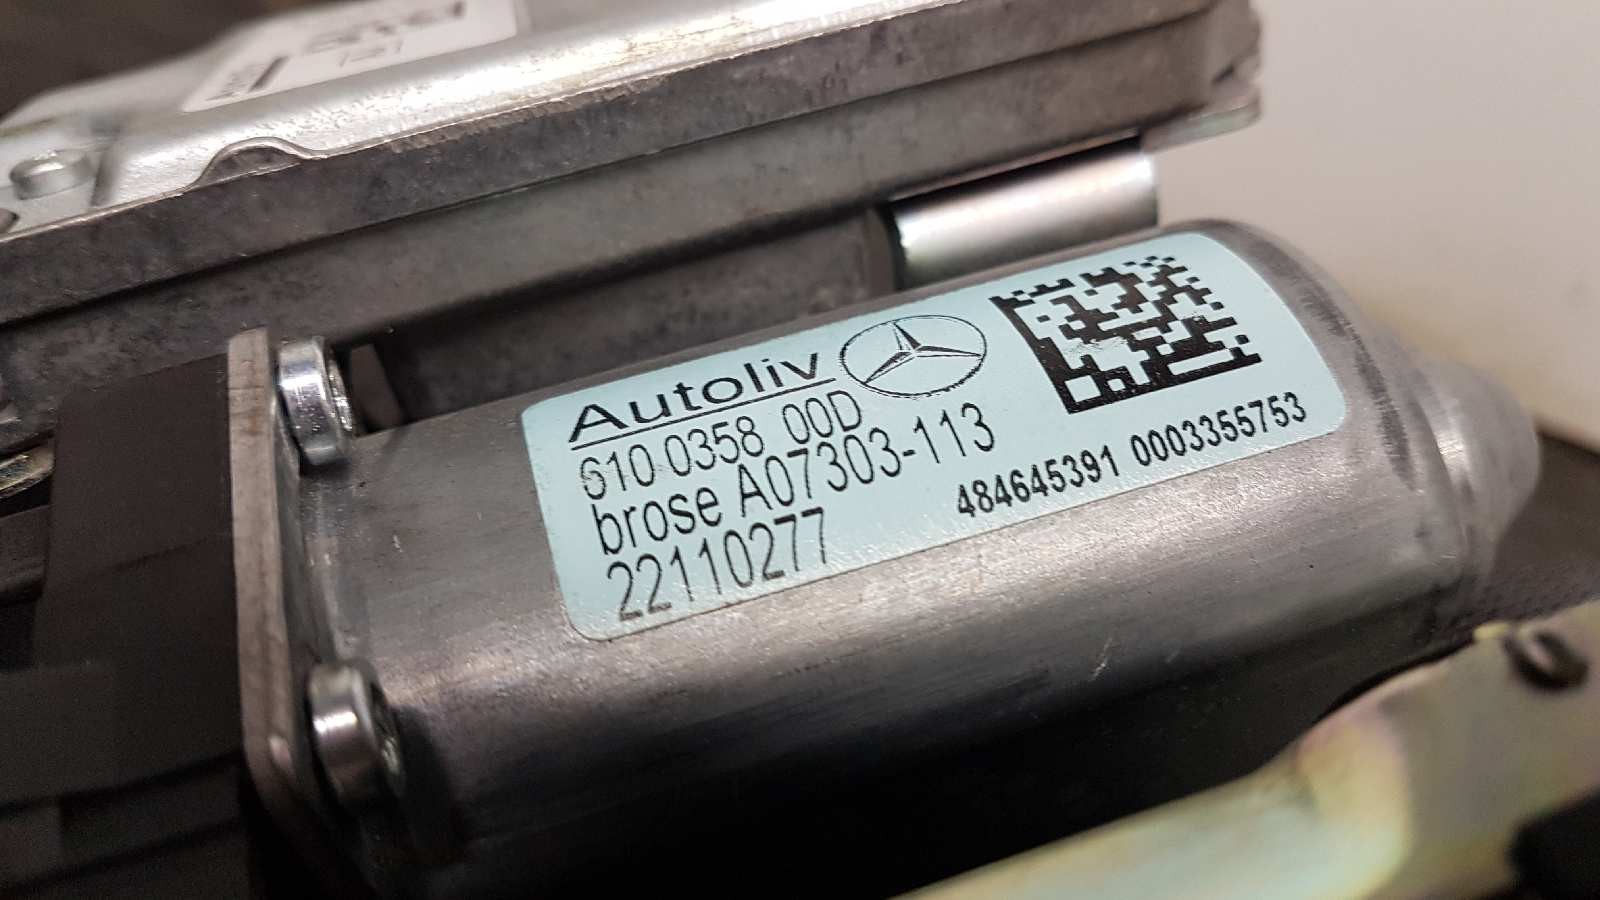 Autoliv
610 0358 00D
brose A07303-113
22110277
484645391 0003355753